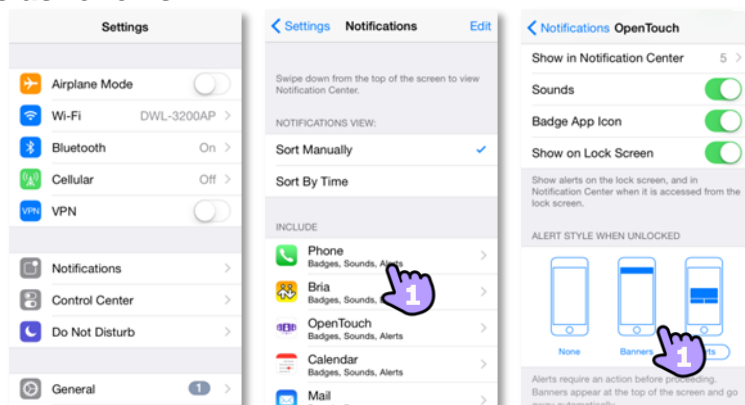 Settings
Airplane Mode
Wi-Fi DWL-3200AP
Bluetooth On
Cellular Off
VPN VPN
Notifications
Control Center
Do Not Disturb
General 1
Settings Notifications Edit
Swipe down from the top of the screen to view
Notification Center.
NOTIFICATIONS VIEW:
Sort Manually
Sort By Time
INCLUDE
Phone
Badges, Sounds, Alerts
Bria
Badges, Sounds,
1
OpenTouch
Badges, Sounds, Alerts
Calendar
Badges, Sounds, Alerts
Mail
Notifications OpenTouch
Show in Notification Center 5
Sounds
Badge App Icon
Show on Lock Screen
Show alerts on the lock screen, and in
Notification Center when it is accessed from the
lock screen.
ALERT STYLE WHEN UNLOCKED
None Banners
1
Alerts require an action before proceeding.
Banners appear at the top of the screen and go